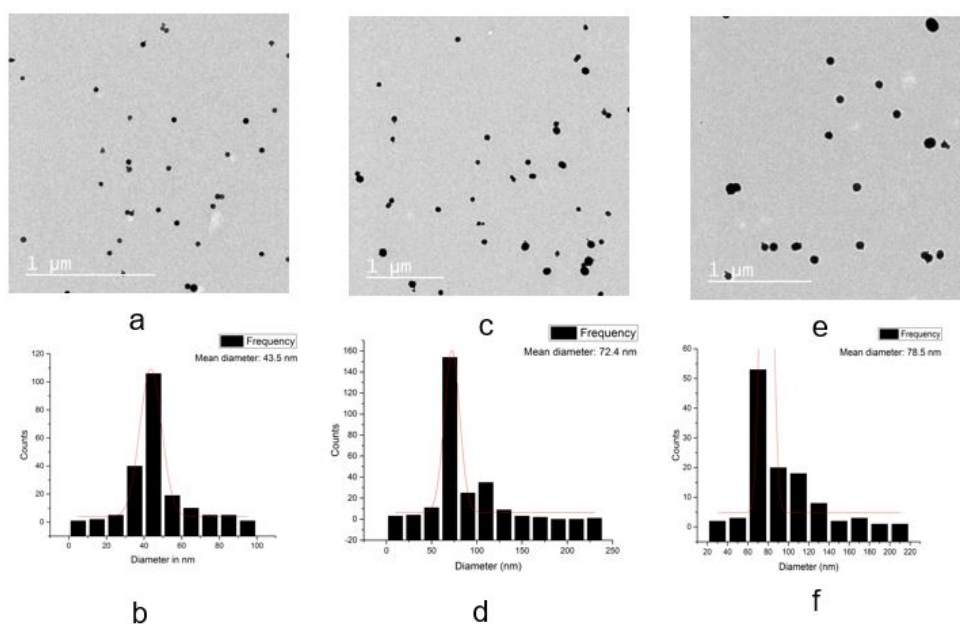 1 µm
1 µm
1 µm
a
c
e
Frequency
Mean diameter: 43.5 nm
120
100
80
60
40
20
0
Counts
0
20
40
60
80
100
Diameter in nm
Frequency
Mean diameter: 72.4 nm
160
140
120
100
80
60
40
20
0
-20
Counts
0
50
100
150
200
250
Diameter (nm)
Frequency
Mean diameter: 78.5 nm
60
50
40
30
20
10
0
Counts
20
40
60
80
100
120
140
160
180
200
220
Diameter (nm)
b
d
f